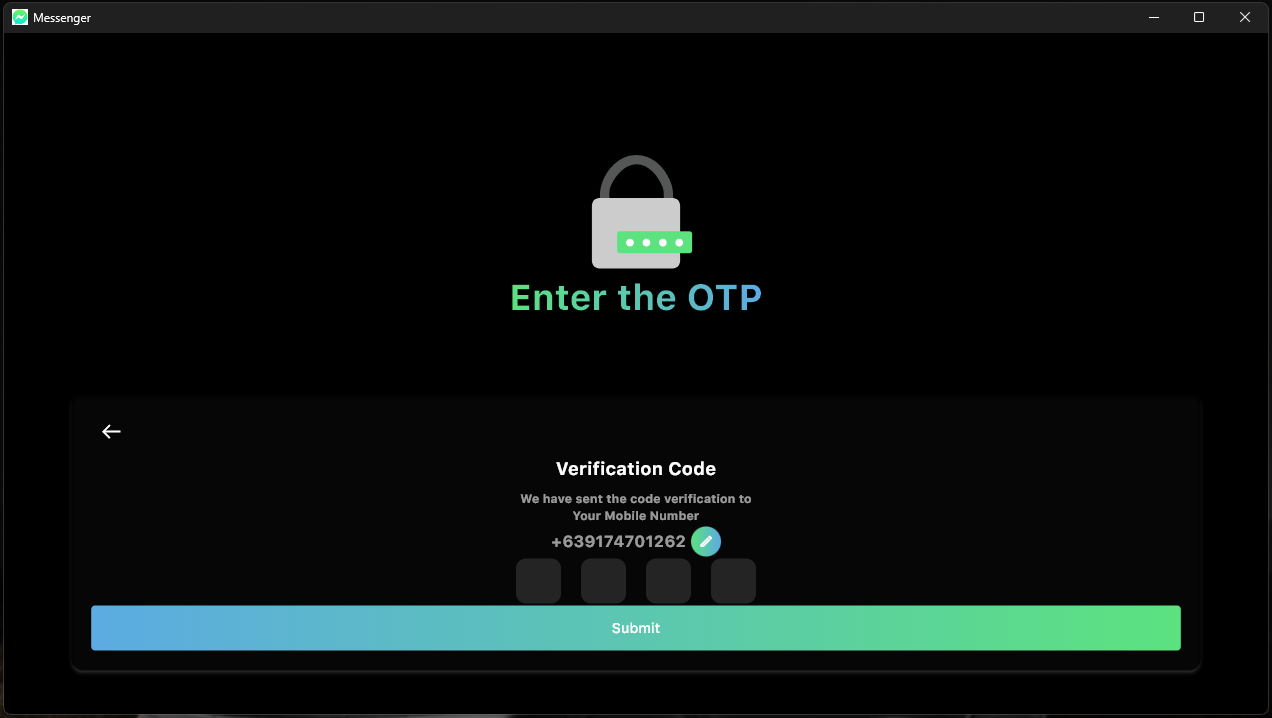 Messenger
Enter the OTP
Verification Code
We have sent the code verification to
Your Mobile Number
+639174701262
Submit